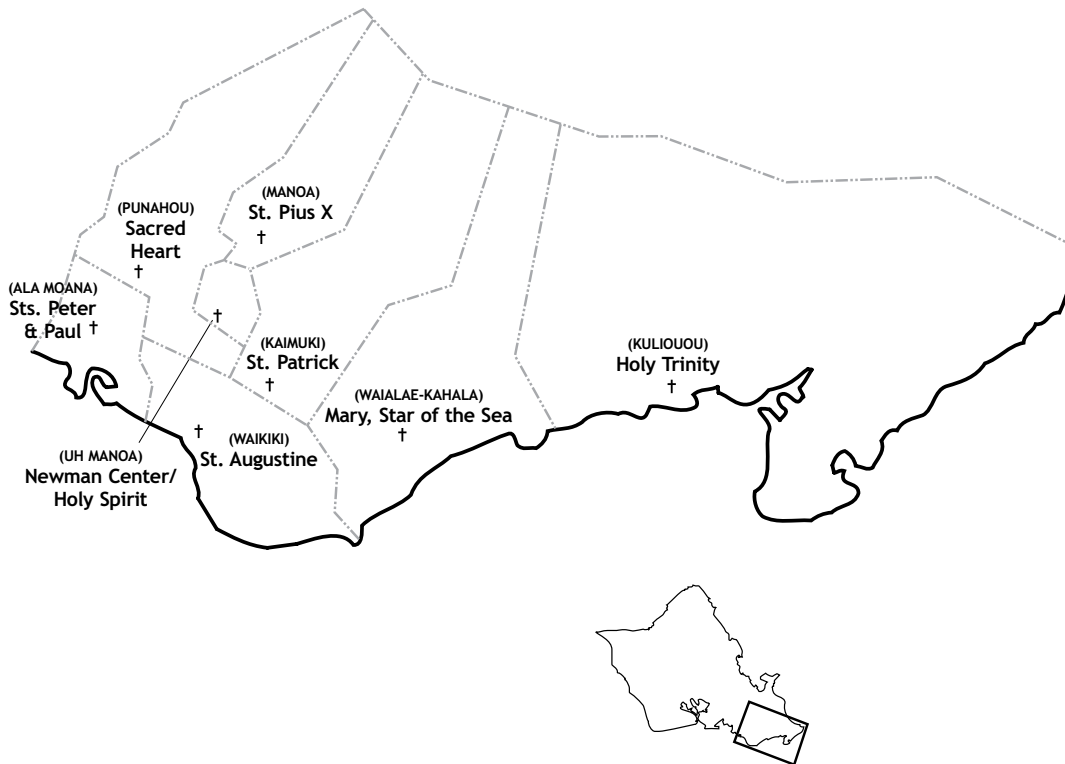 (MANOA)
St. Pius X
(PUNAHOU)
Sacred
Heart
(ALA MOANA)
Sts. Peter
& Paul
(KAIMUKI)
St. Patrick
(KULIOUOU)
Holy Trinity
(WAIALAE-KAHALA)
Mary, Star of the Sea
(WAIKIKI)
St. Augustine
(UH MANOA)
Newman Center/
Holy Spirit